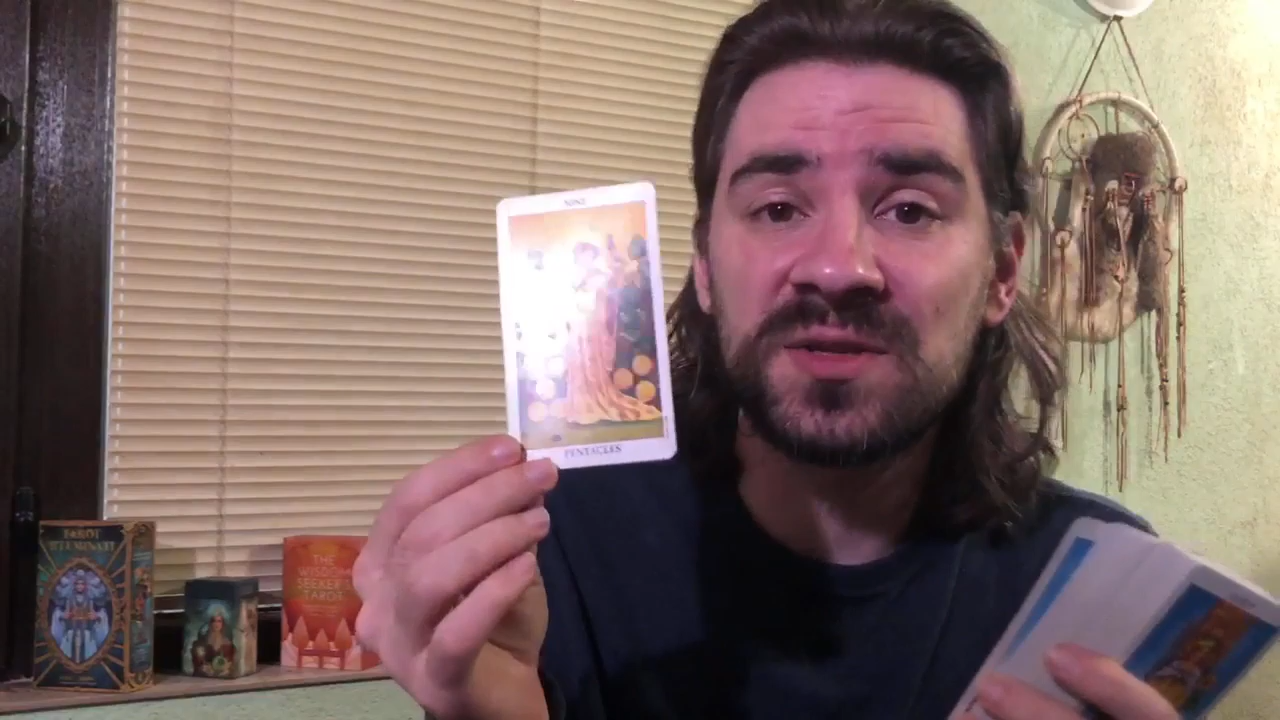 NINE
PENTACLES
TAROT
ILLUMINATI
THE
WISDOM
SEEKER'S
TAROT